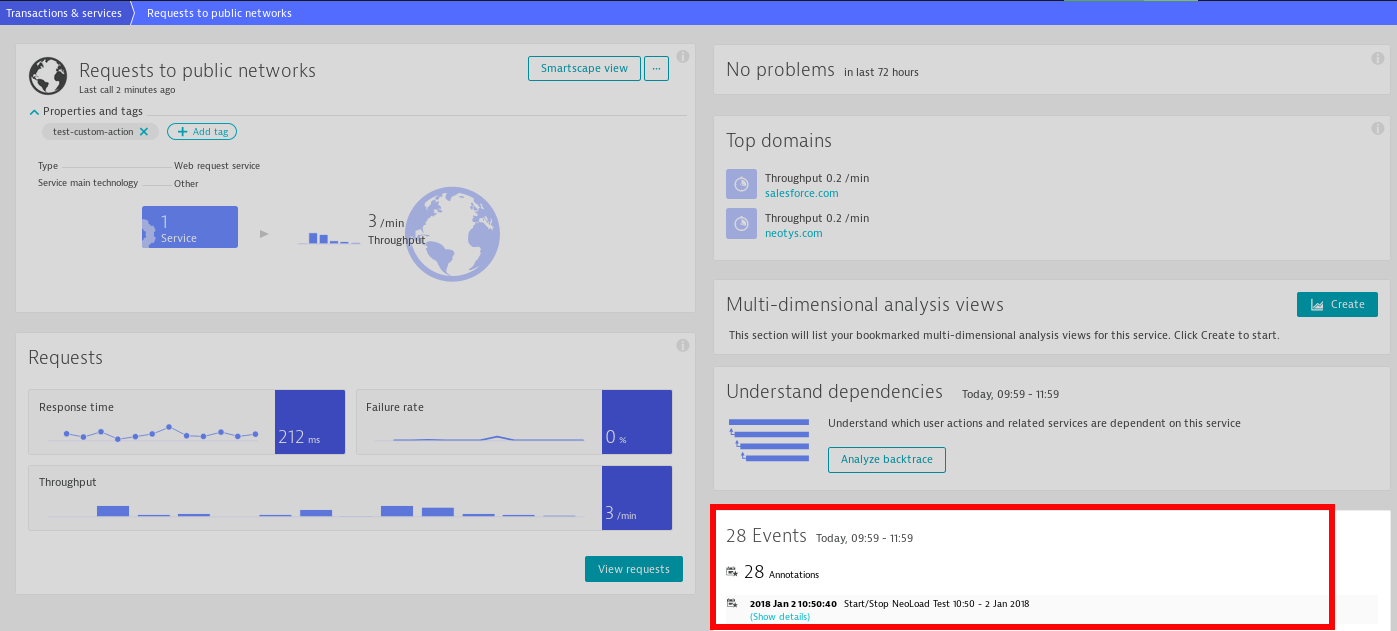 Transactions & services
Requests to public networks
Requests to public networks
Last call 2 minutes ago
Smartscape view
...
Properties and tags
test-custom-action
Add tag
Type
Web request service
Service main technology
Other
1
Service
3 /min
Throughput
Requests
Response time
212 ms
Failure rate
0 %
Throughput
3 /min
View requests
No problems in last 72 hours
Top domains
Throughput 0.2 /min
salesforce.com
Throughput 0.2 /min
neotys.com
Multi-dimensional analysis views
Create
This section will list your bookmarked multi-dimensional analysis views for this service. Click Create to start.
Understand dependencies Today, 09:59 - 11:59
Understand which user actions and related services are dependent on this service
Analyze backtrace
28 Events Today, 09:59 - 11:59
28 Annotations
2018 Jan 2 10:50:40 Start/Stop NeoLoad Test 10:50 - 2 Jan 2018
(Show details)